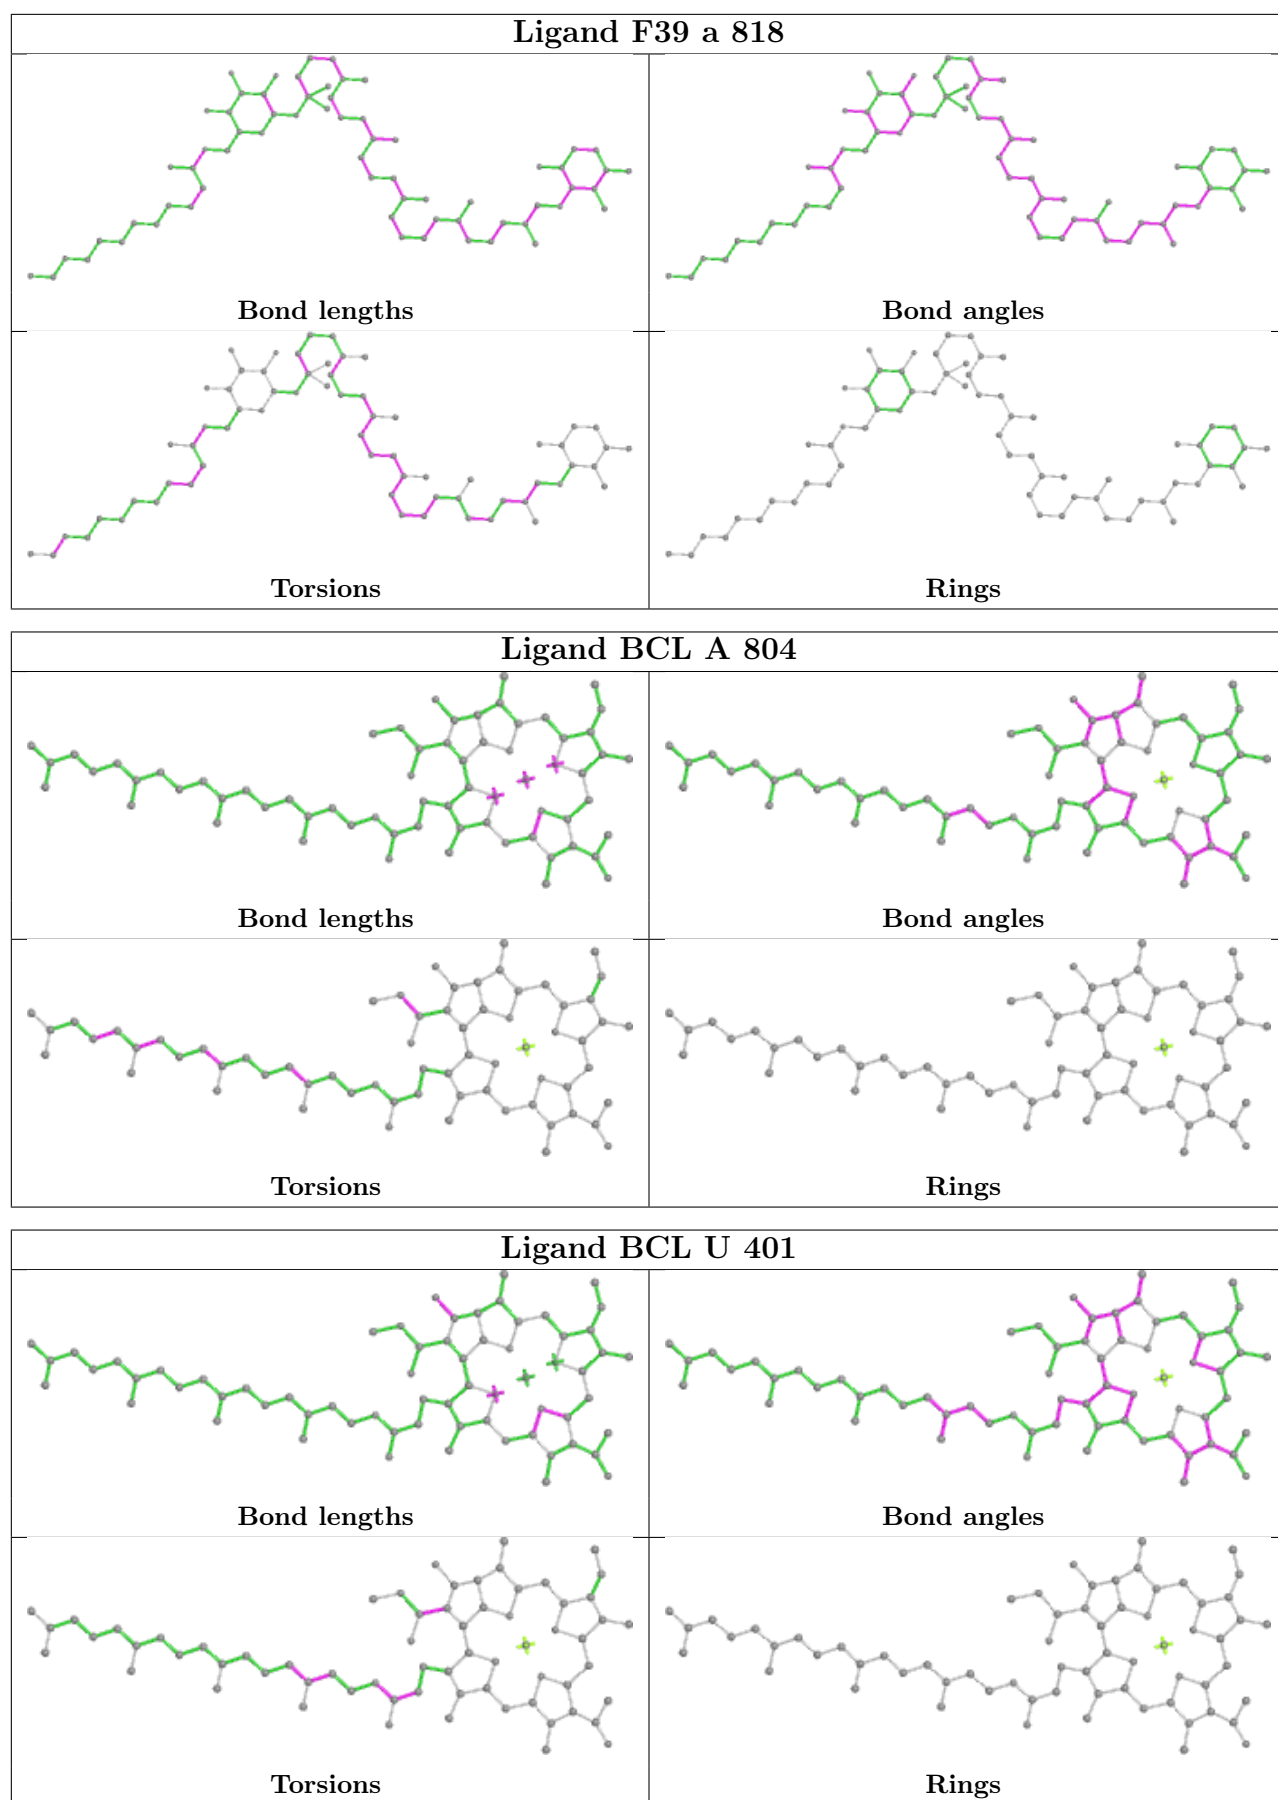 Ligand F39 a 818
Bond lengths
Bond angles
Torsions
Rings
Ligand BCL A 804
Bond lengths
Bond angles
Torsions
Rings
Ligand BCL U 401
Bond lengths
Bond angles
Torsions
Rings